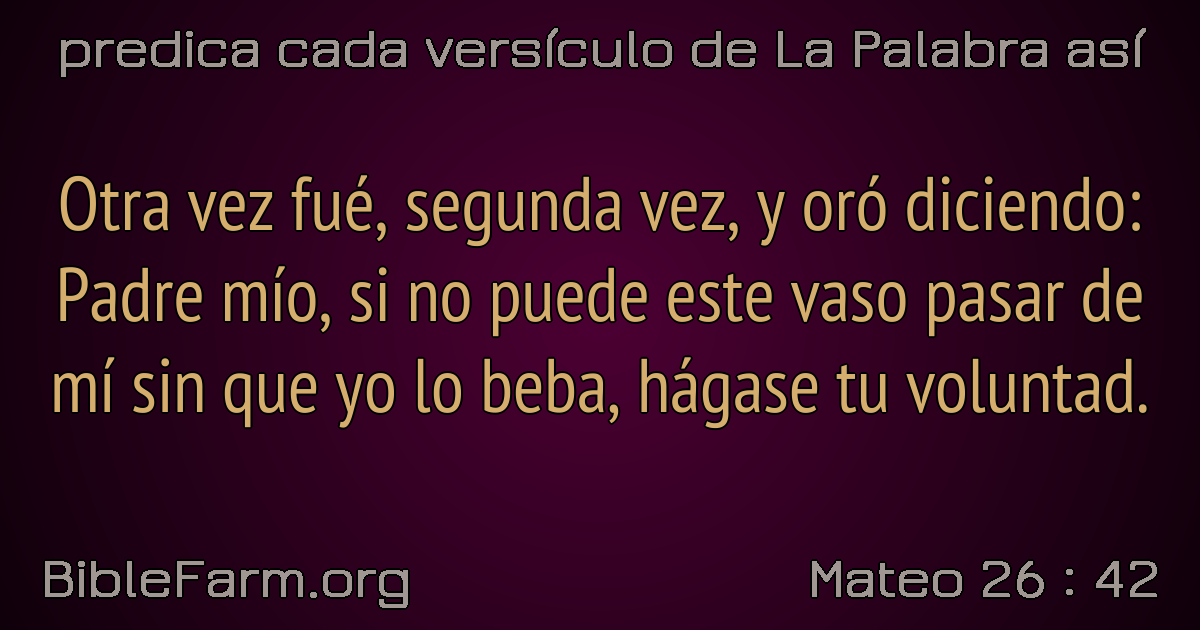 predica cada versículo de La Palabra así
Otra vez fué, segunda vez, y oró diciendo:
Padre mío, si no puede este vaso pasar de
mí sin que yo lo beba, hágase tu voluntad.
BibleFarm.org
Mateo 26 : 42